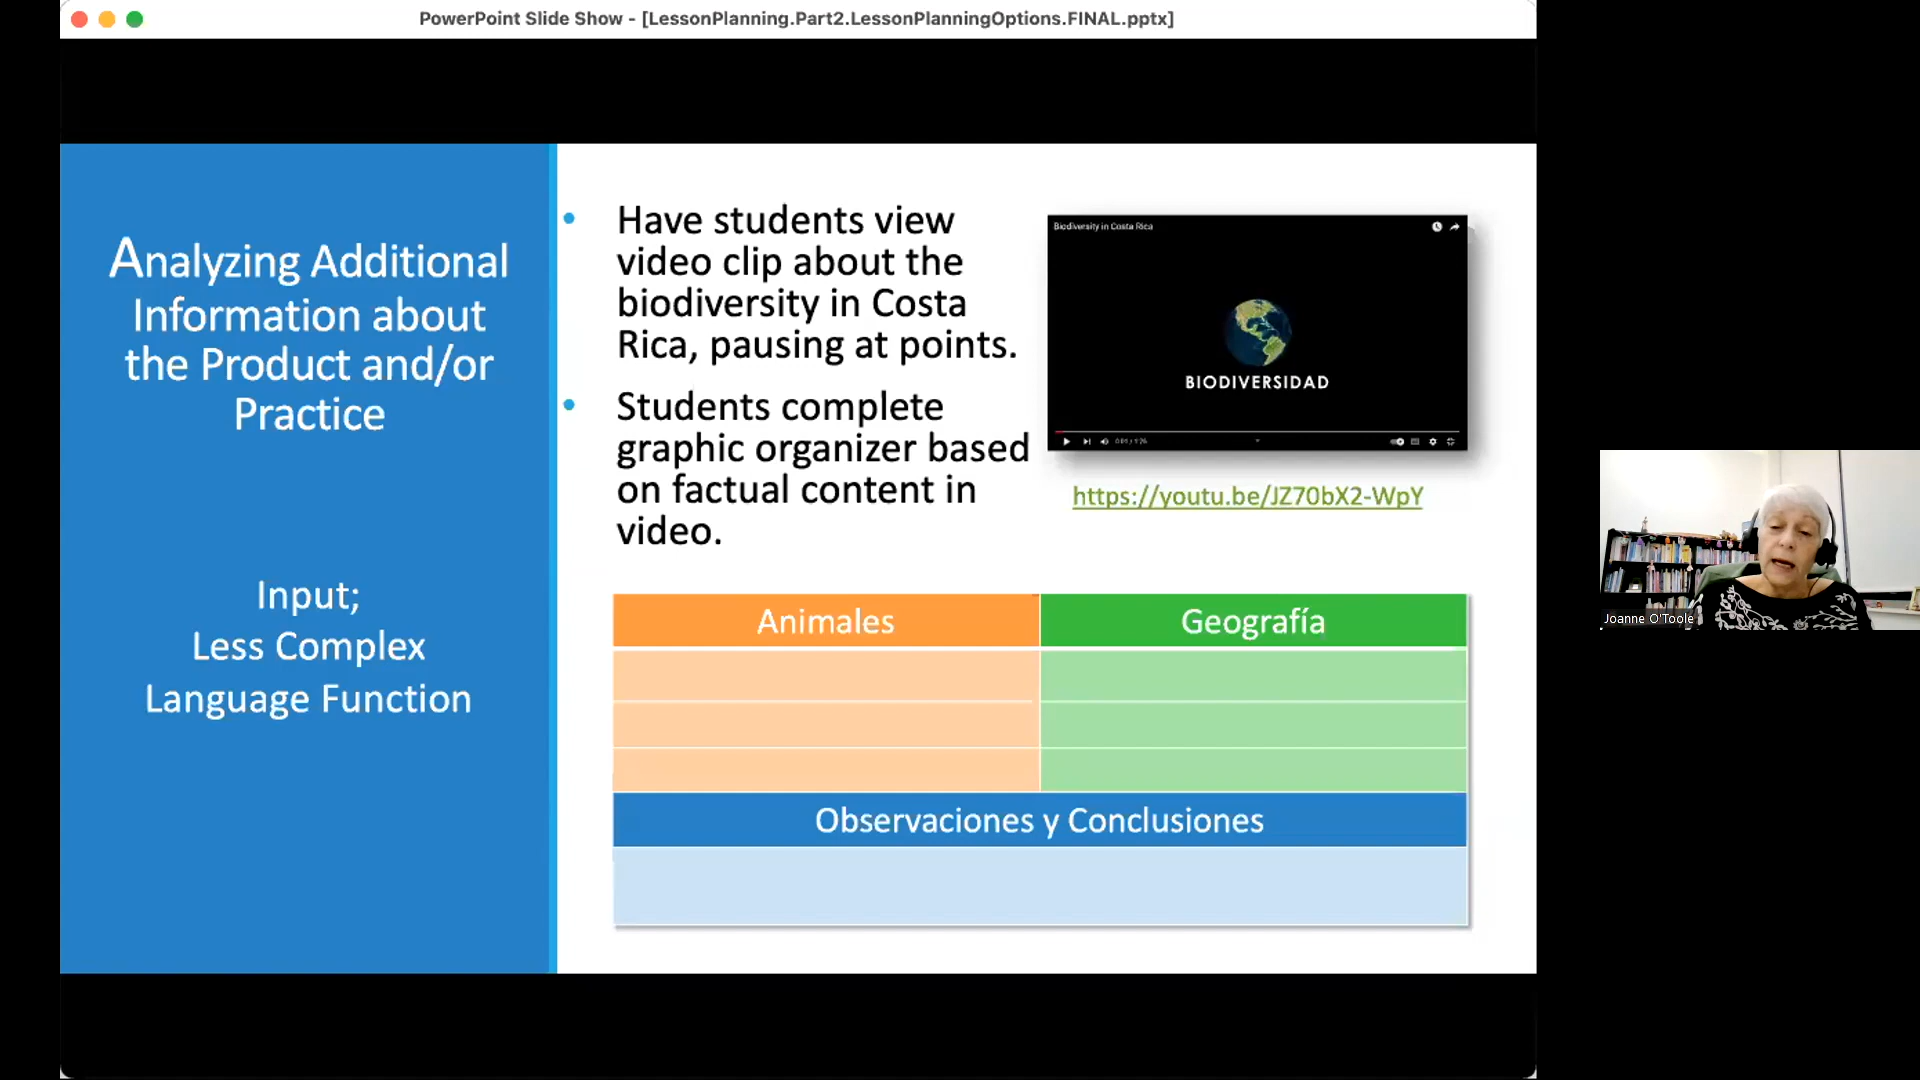 PowerPoint Slide Show - [LessonPlanning.Part2.LessonPlanningOptions.FINAL.pptx]
Analyzing Additional
Information about
the Product and/or
Practice
Input;
Less Complex
Language Function
• Have students view
video clip about the
biodiversity in Costa
Rica, pausing at points.
• Students complete
graphic organizer based
on factual content in
video.
Biodiversity in Costa Rica
BIODIVERSIDAD
https://youtu.be/JZ70bX2-WpY
Animales
Geografía
Observaciones y Conclusiones
Joanne O'Toole